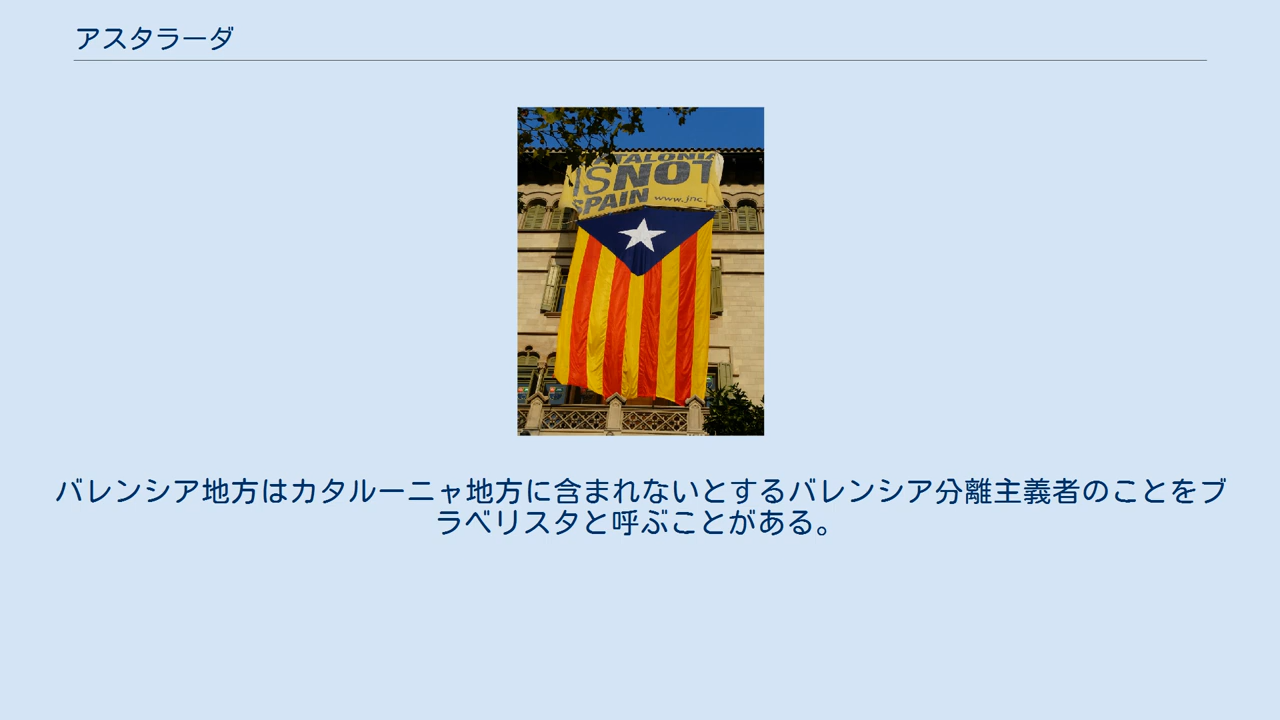 アスタラーダ
CATALONIA
IS NOT
SPAIN www.jnc.
バレンシア地方はカタルーニャ地方に含まれないとするバレンシア分離主義者のことをブ
ラベリスタと呼ぶことがある。